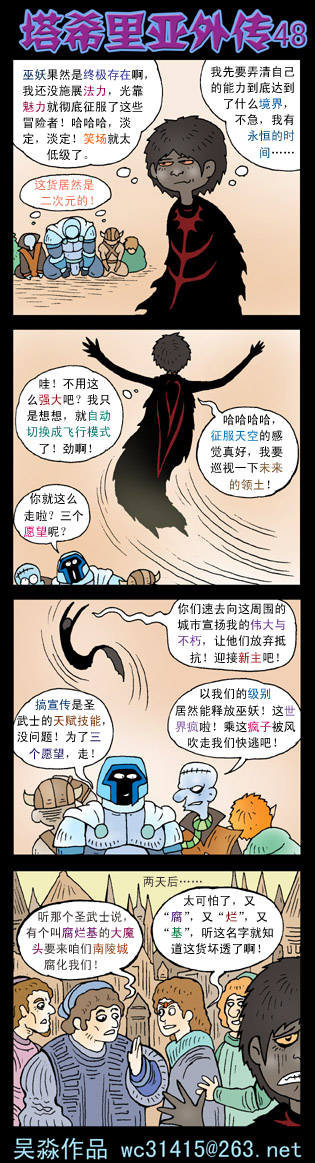 塔希里亚外传48
巫妖果然是终极存在啊，
我还没施展法力，光靠
魅力就彻底征服了这些
冒险者！哈哈哈，淡
定，淡定！笑场就太
低级了。
我先要弄清自己
的能力到底达到
了什么境界，
不急，我有
永恒的时
间……
这货居然是
二次元的！
哇！不用这
么强大吧？我只
是想想，就自动
切换成飞行模式
了！劲啊！
哈哈哈哈，
征服天空的感
觉真好，我要
巡视一下未来
的领土！
你就这么
走啦？三个
愿望呢？
你们速去向这周围的
城市宣扬我的伟大与
不朽，让他们放弃抵
抗！迎接新主吧！
搞宣传是圣
武士的天赋技能，
没问题！为了三
个愿望，走！
以我们的级别
居然能释放巫妖！这世
界疯啦！乘这疯子被风
吹走我们快逃吧！
两天后……
听那个圣武士说，
有个叫腐烂基的大魔
头要来咱们南陵城
腐化我们！
太可怕了，又
“腐”，又“烂”，又
“基”，听这名字就知
道这货坏透了啊！
吴淼作品 wc31415@263.net